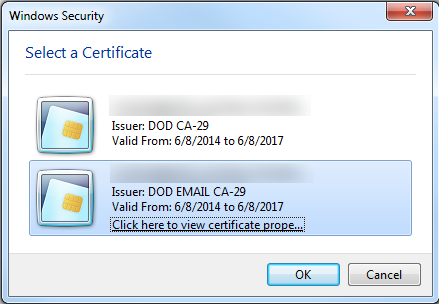 Windows Security
Select a Certificate
Issuer: DOD CA-29
Valid From: 6/8/2014 to 6/8/2017
Issuer: DOD EMAIL CA-29
Valid From: 6/8/2014 to 6/8/2017
Click here to view certificate prope...
OK
Cancel